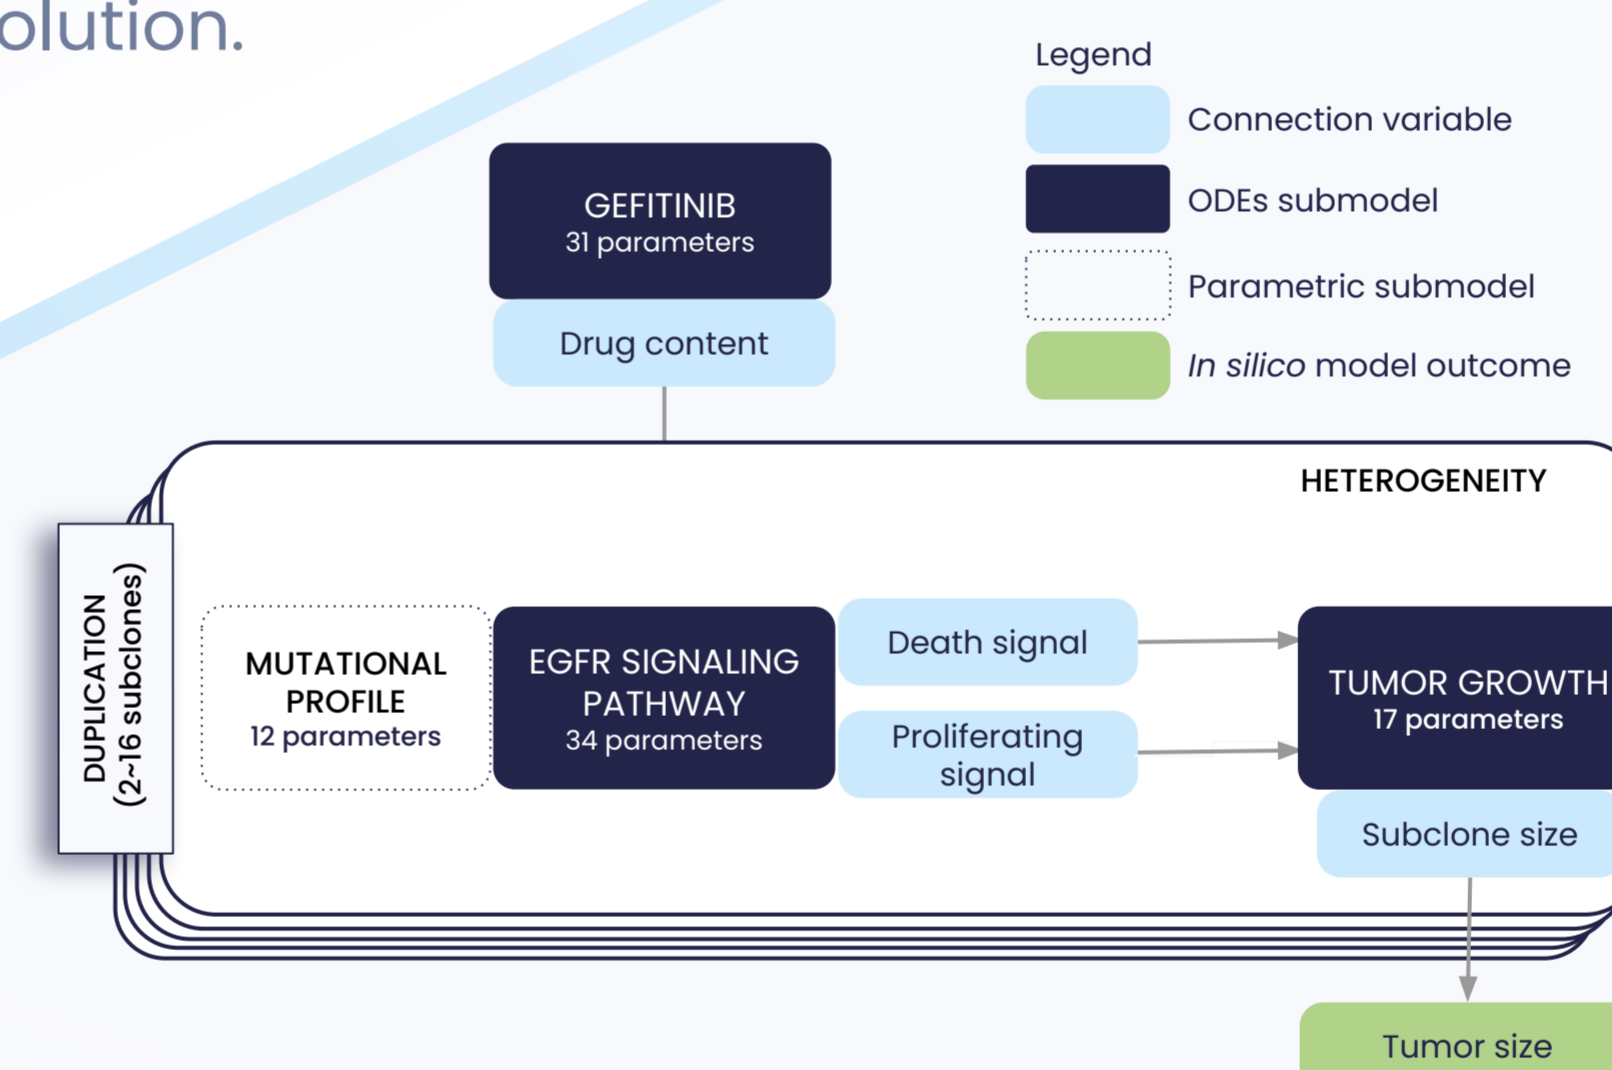 olution.
Legend
Connection variable
ODEs submodel
Parametric submodel
In silico model outcome
GEFITINIB
31 parameters
Drug content
HETEROGENEITY
DUPLICATION
(2~16 subclones)
MUTATIONAL
PROFILE
12 parameters
EGFR SIGNALING
PATHWAY
34 parameters
Death signal
Proliferating
signal
TUMOR GROWTH
17 parameters
Subclone size
Tumor size